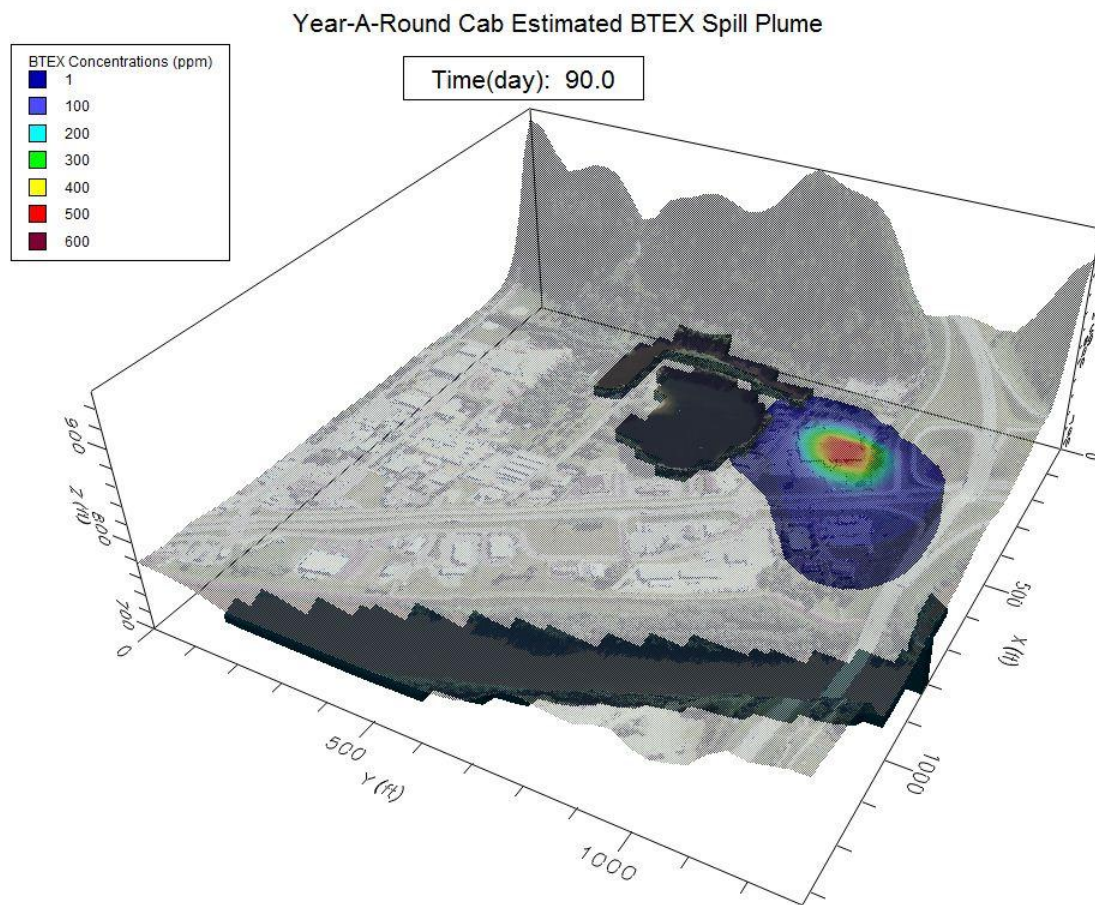 Year-A-Round Cab Estimated BTEX Spill Plume
BTEX Concentrations (ppm)
1
100
200
300
400
500
600
Time(day): 90.0
900
Z (ft)
800
700
0
500
Y (ft)
1000
0
500
X (ft)
1000